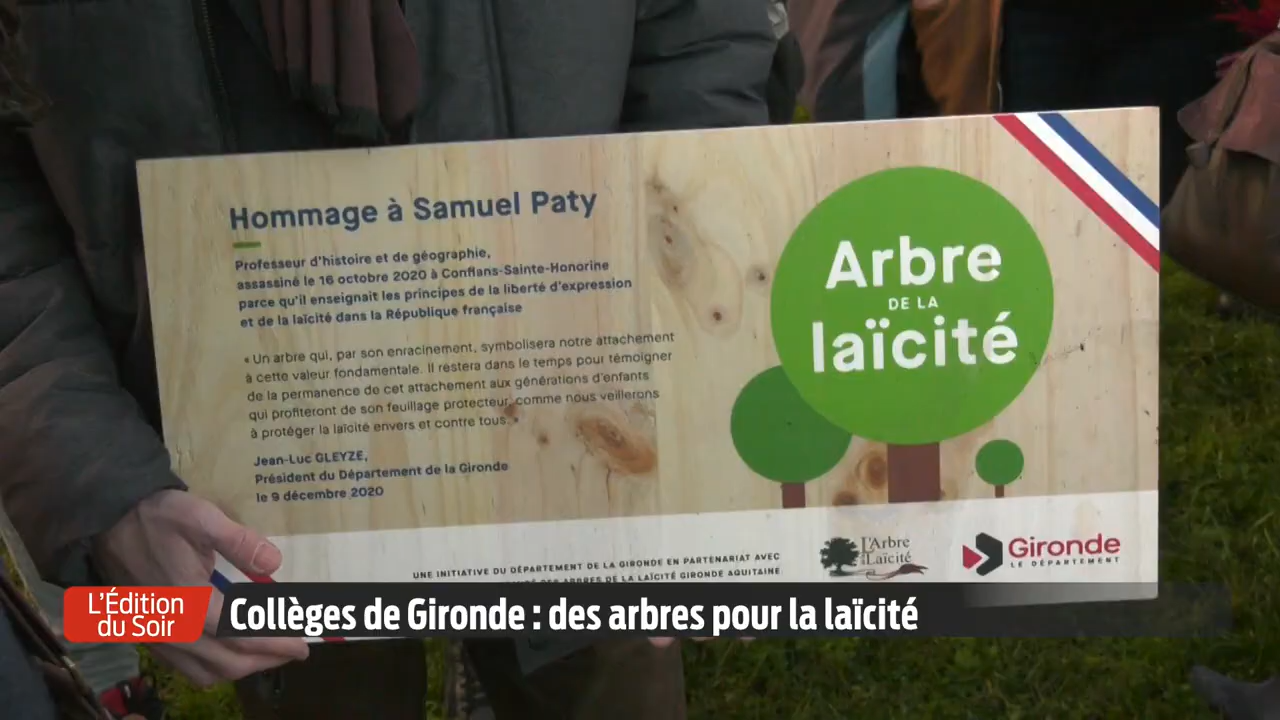 Hommage à Samuel Paty
Professeur d'histoire et de géographie,
assassiné le 16 octobre 2020 à Conflans-Sainte-Honorine
parce qu'il enseignait les principes de la liberté d'expression
et de la laïcité dans la République française
« Un arbre qui, par son enracinement, symbolisera notre attachement
à cette valeur fondamentale. Il restera dans le temps pour témoigner
de la permanence de cet attachement aux générations d'enfants
qui profiteront de son feuillage protecteur, comme nous veillerons
à protéger la laïcité envers et contre tous. »
Jean-Luc GLEYZE,
Président du Département de la Gironde
le 9 décembre 2020
Arbre
DE LA
laïcité
UNE INITIATIVE DU DÉPARTEMENT DE LA GIRONDE EN PARTENARIAT AVEC
DES ARBRES DE LA LAÏCITÉ GIRONDE AQUITAINE
L'Arbre
Laïcité
Gironde
LE DÉPARTEMENT
L'Édition
du Soir
Collèges de Gironde : des arbres pour la laïcité